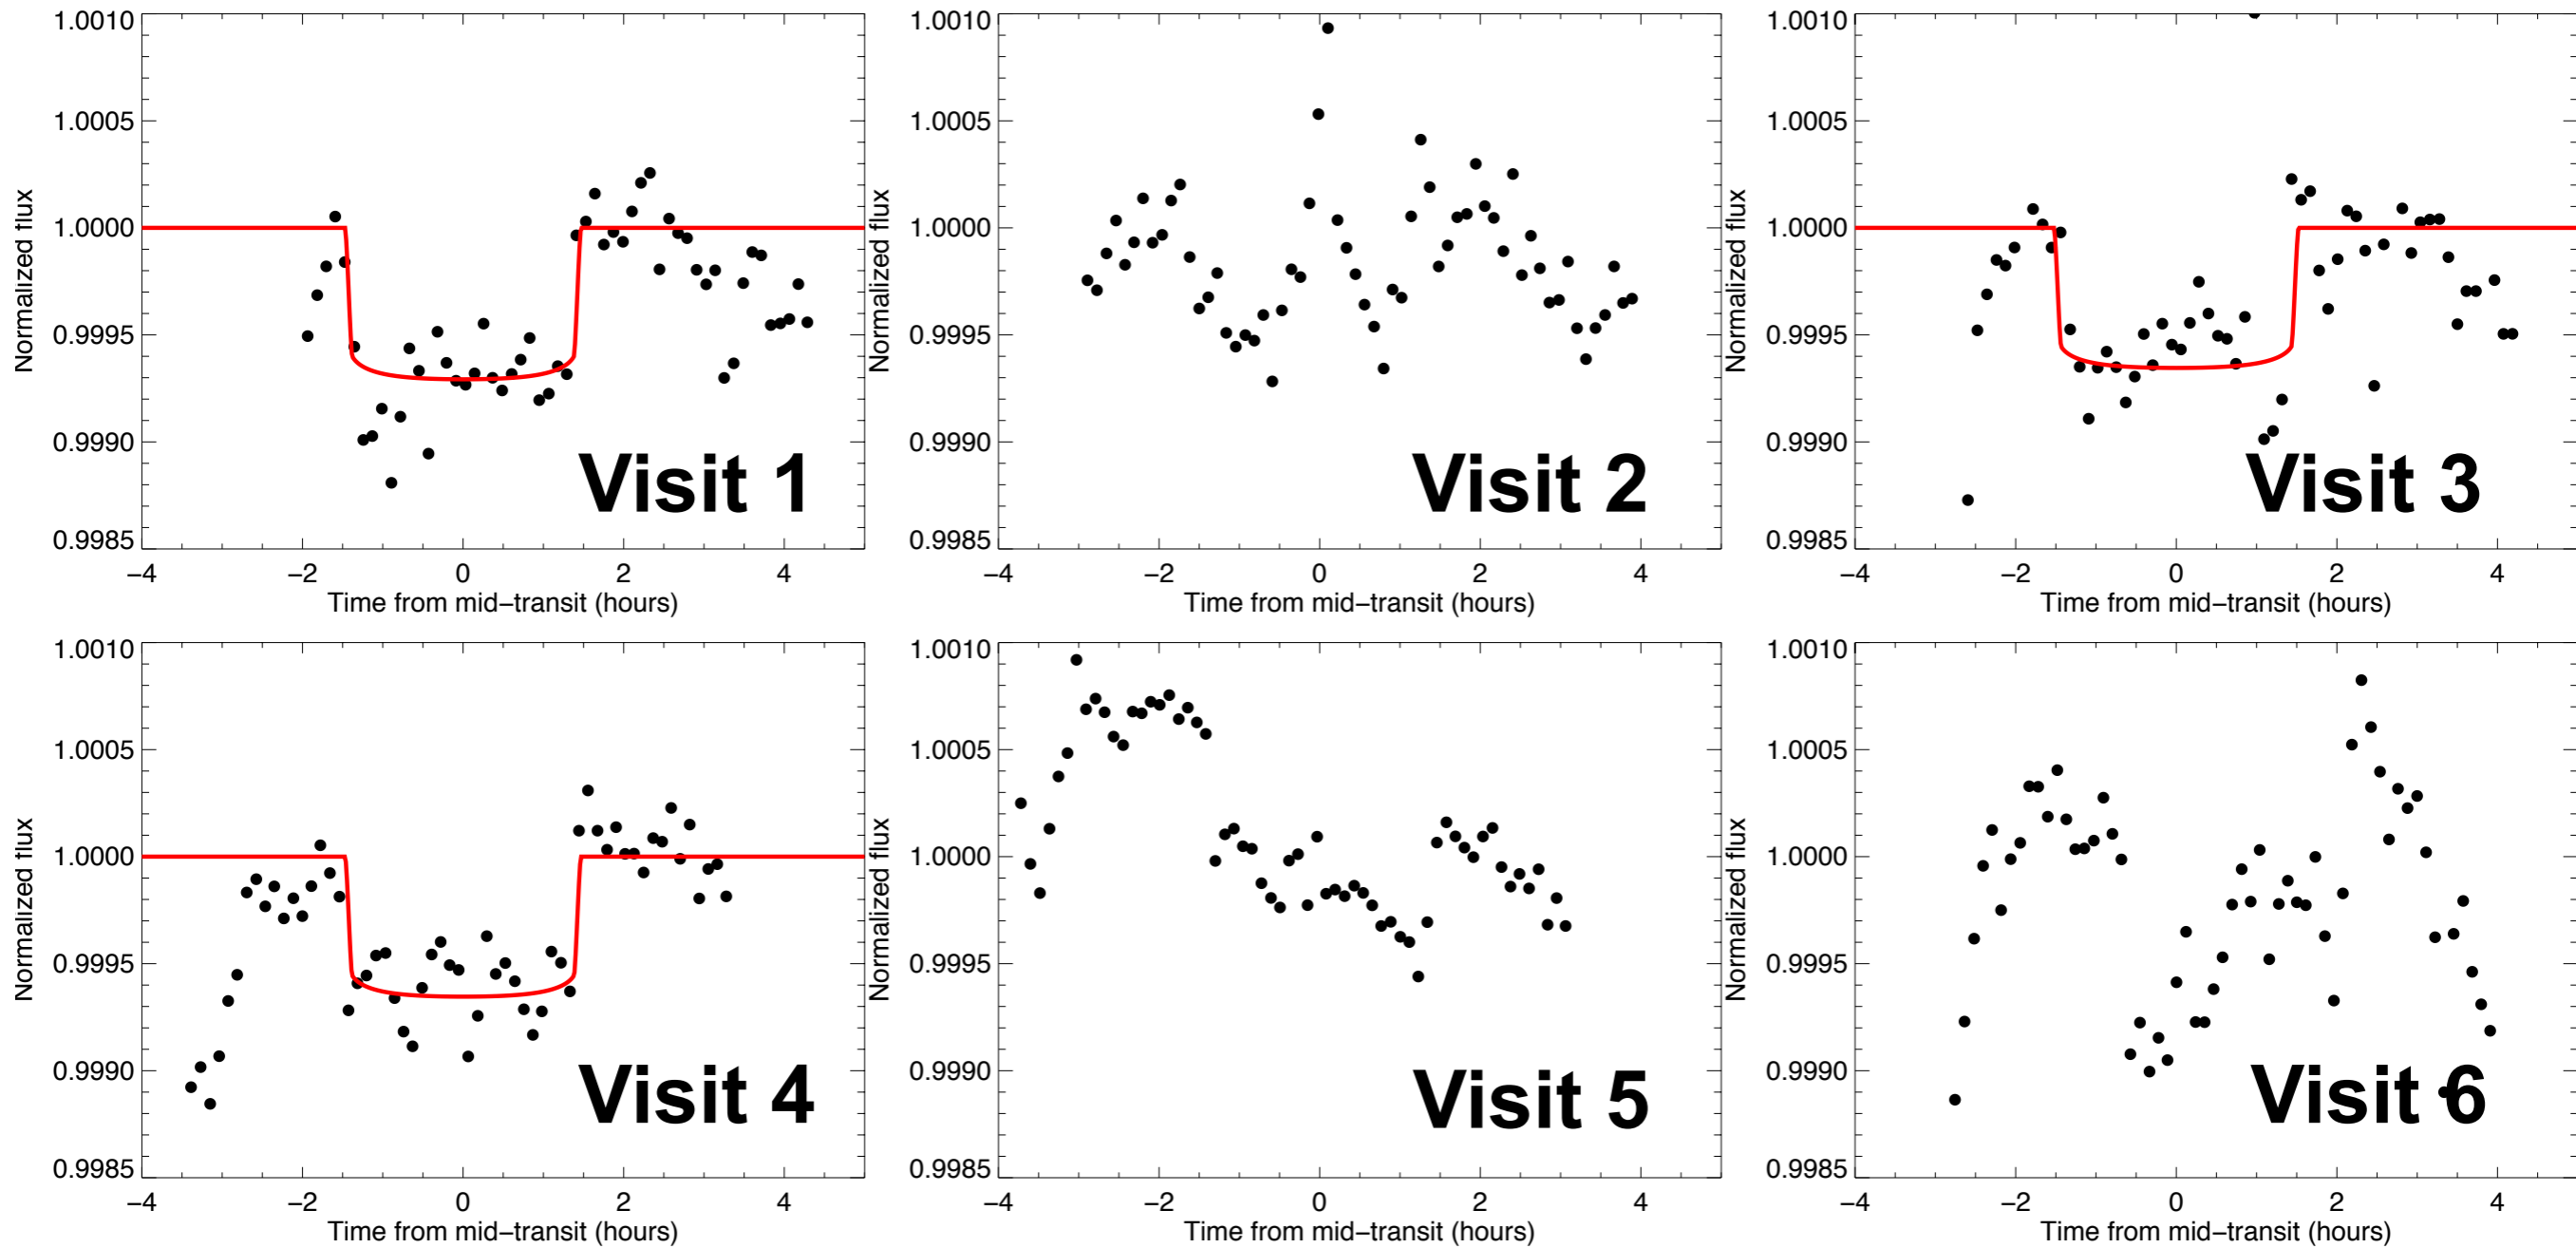 1.0010
1.0005
1.0000
0.9995
0.9990
0.9985
Normalized flux
Visit 1
−4 −2 0 2 4
Time from mid−transit (hours)
1.0010
1.0005
1.0000
0.9995
0.9990
0.9985
Normalized flux
Visit 2
−4 −2 0 2 4
Time from mid−transit (hours)
1.0010
1.0005
1.0000
0.9995
0.9990
0.9985
Normalized flux
Visit 3
−4 −2 0 2 4
Time from mid−transit (hours)
1.0010
1.0005
1.0000
0.9995
0.9990
0.9985
Normalized flux
Visit 4
−4 −2 0 2 4
Time from mid−transit (hours)
1.0010
1.0005
1.0000
0.9995
0.9990
0.9985
Normalized flux
Visit 5
−4 −2 0 2 4
Time from mid−transit (hours)
1.0010
1.0005
1.0000
0.9995
0.9990
0.9985
Normalized flux
Visit 6
−4 −2 0 2 4
Time from mid−transit (hours)